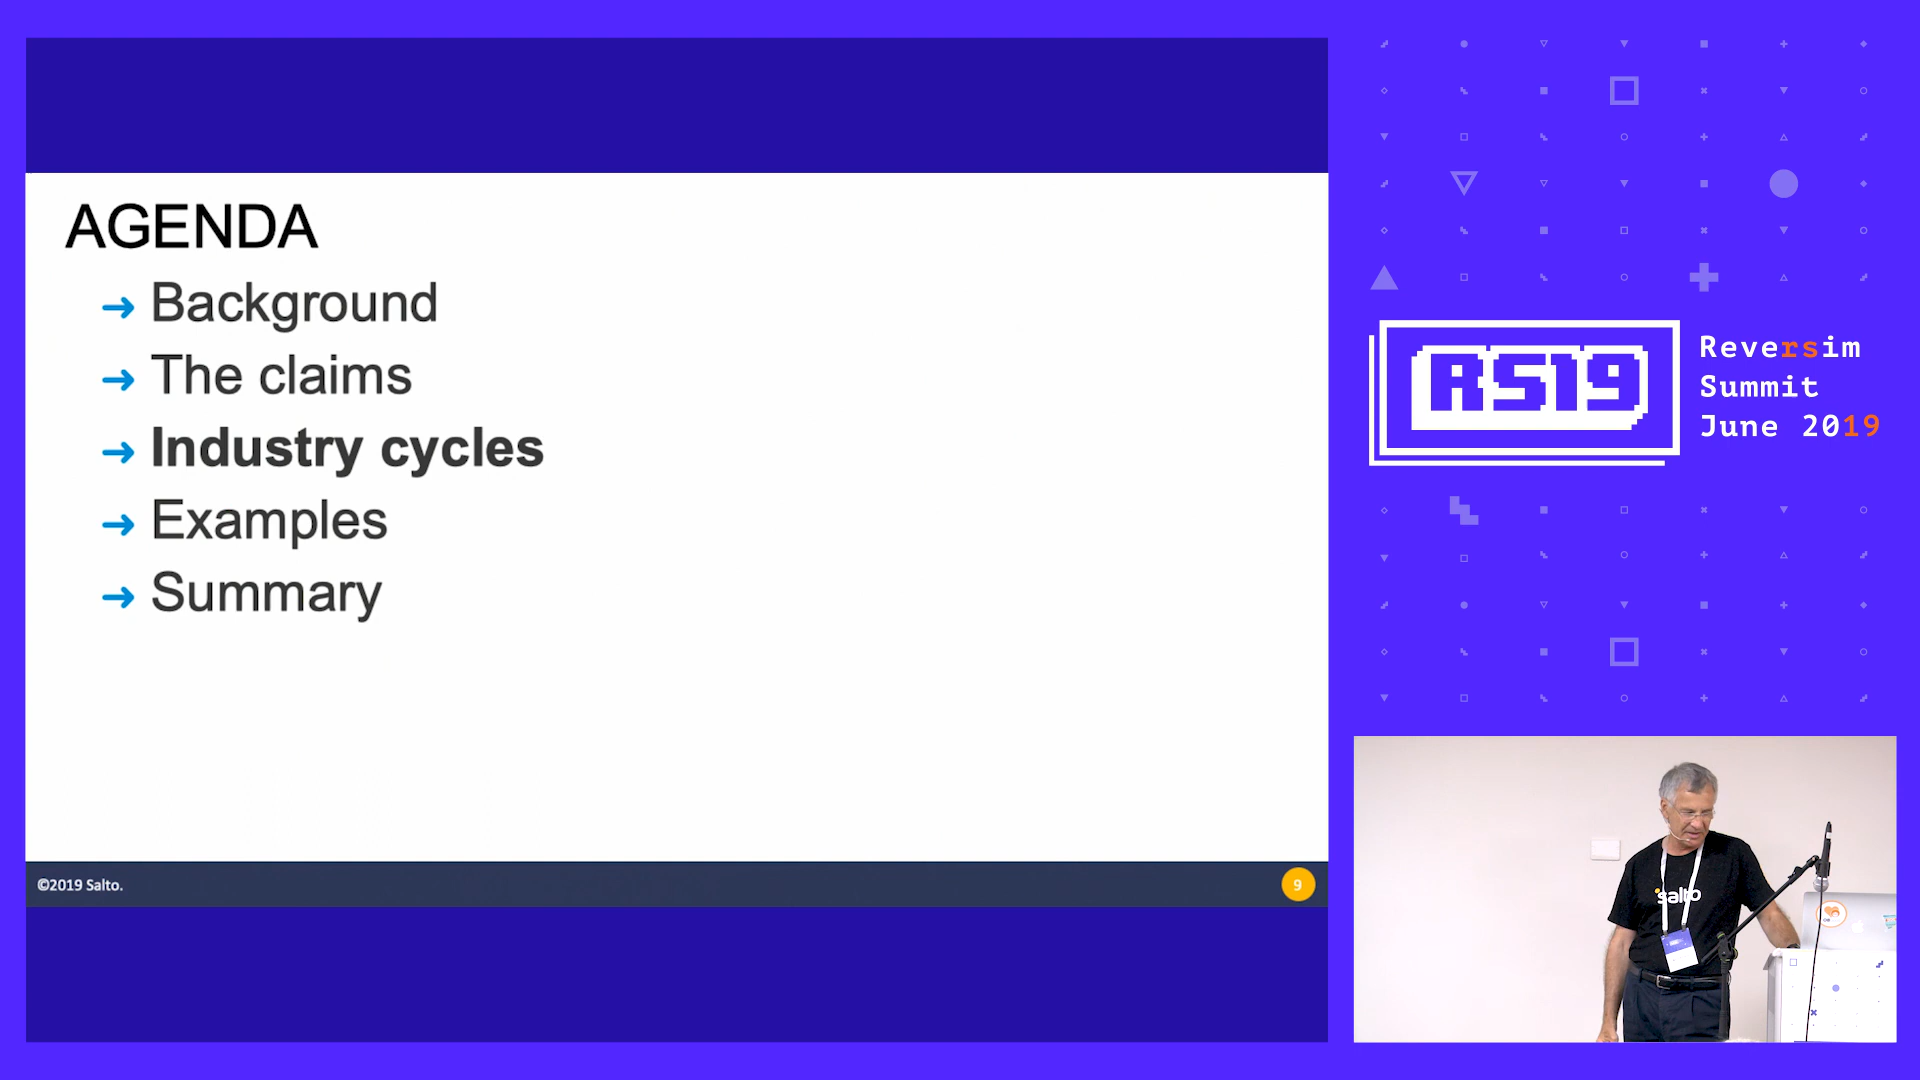 AGENDA
→ Background
→ The claims
→ Industry cycles
→ Examples
→ Summary
©2019 Salto.
9
RS19
Reversim
Summit
June 2019
salto